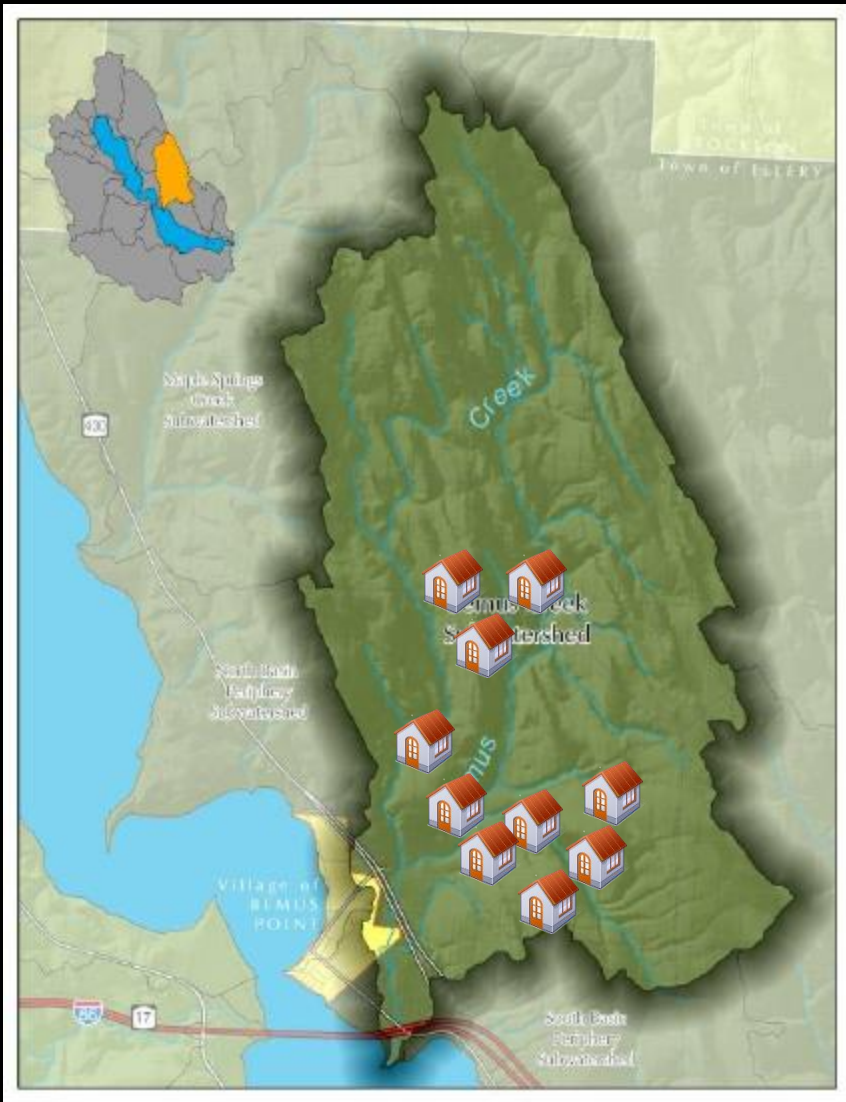 Town of
Town of ELLERY
Maple Springs
Creek
Subwatershed
430
Creek
Creek
North Basin
Periphery
Subwatershed
Village of
BEMUS
POINT
86
17
South Basin
Periphery
Subwatershed